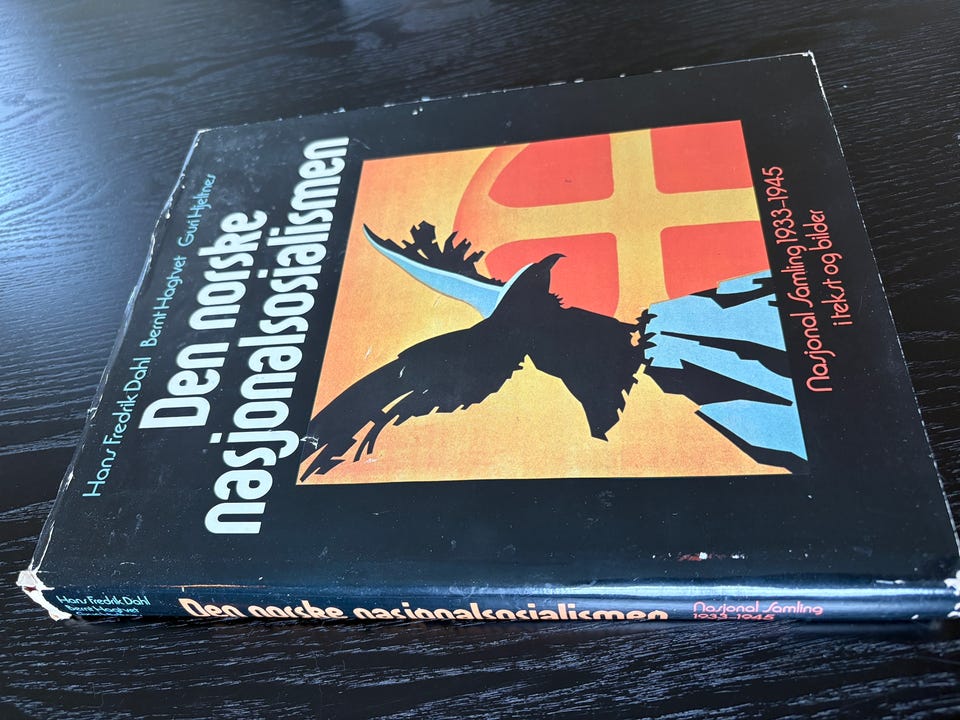 Hans Fredrik Dahl Bernt Hagtvet Guri Hjeltnes
Den norske
nasjonalsosialismen
Nasjonal Samling 1933-1945
i tekst og bilder
Hans Fredrik Dahl
Bernt Hagtvet
Den norske nasjonalsosialismen
Nasjonal Samling
1933-1945